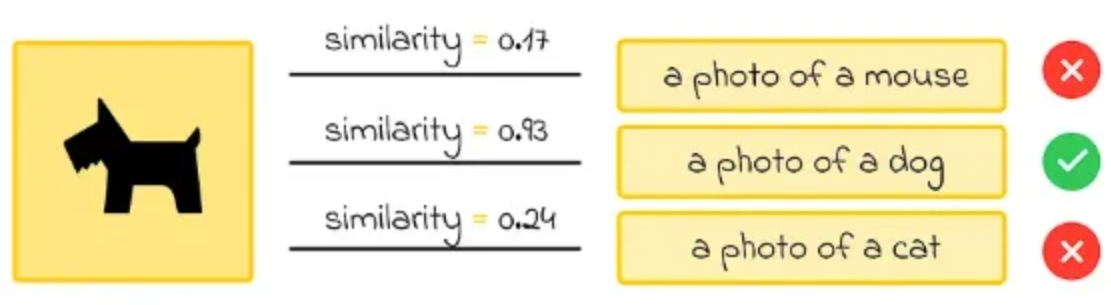 similarity = 0.17
a photo of a mouse
similarity = 0.93
a photo of a dog
similarity = 0.24
a photo of a cat